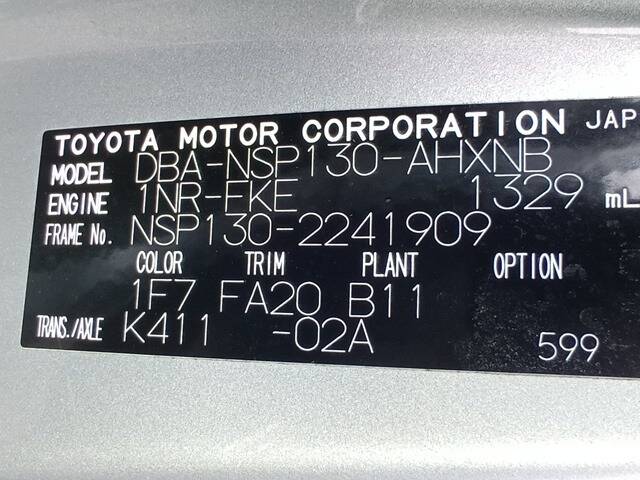 TOYOTA MOTOR CORPORATION JAP
MODEL DBA-NSP130-AHXNB
ENGINE 1NR-FKE 1329 mL
FRAME No. NSP130-2241909
COLOR TRIM PLANT OPTION
1F7 FA20 B11
TRANS./AXLE K411 -02A 599